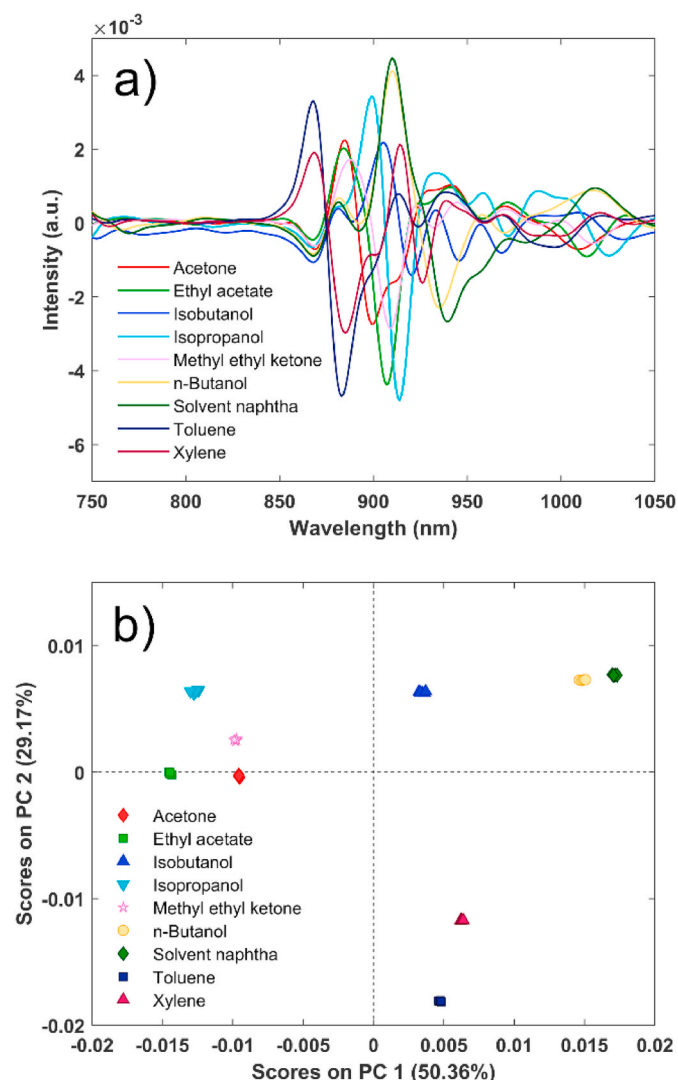 ×10⁻³
a)
4
2
0
-2
-4
-6
Intensity (a.u.)
Acetone
Ethyl acetate
Isobutanol
Isopropanol
Methyl ethyl ketone
n-Butanol
Solvent naphtha
Toluene
Xylene
750 800 850 900 950 1000 1050
Wavelength (nm)
b)
0.01
0
-0.01
-0.02
Scores on PC 2 (29.17%)
Acetone
Ethyl acetate
Isobutanol
Isopropanol
Methyl ethyl ketone
n-Butanol
Solvent naphtha
Toluene
Xylene
-0.02 -0.015 -0.01 -0.005 0 0.005 0.01 0.015 0.02
Scores on PC 1 (50.36%)